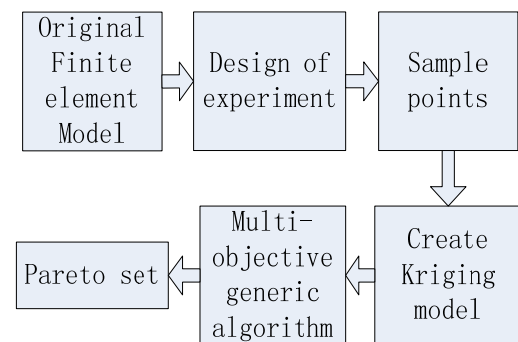 Original
Finite
element
Model
Design of
experiment
Sample
points
Create
Kriging
model
Multi-
objective
generic
algorithm
Pareto set